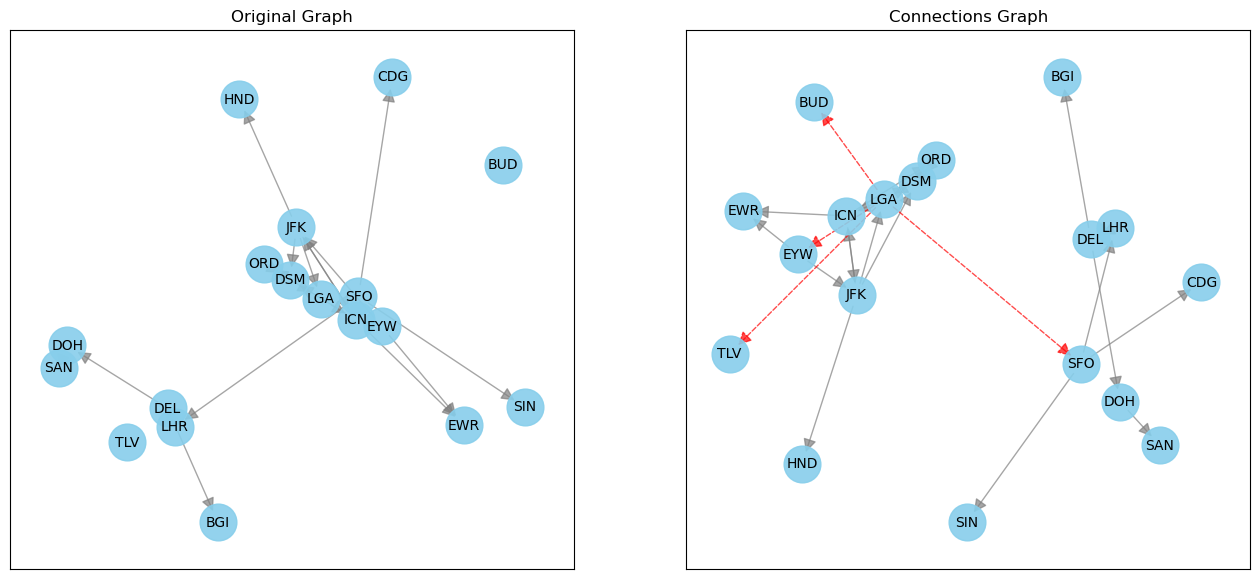 Original Graph
CDG
HND
BUD
JFK
ORD
DSM
LGA
SFO
ICN
EYW
DOH
SAN
DEL
LHR
TLV
EWR
SIN
BGI
Connections Graph
BGI
BUD
ORD
DSM
LGA
EWR
ICN
LHR
DEL
EYW
CDG
JFK
TLV
SFO
DOH
SAN
HND
SIN